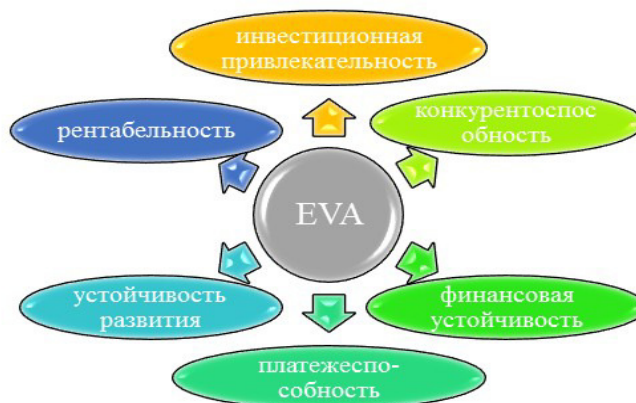 инвестиционная
привлекательность
рентабельность
конкурентоспос
обность
EVA
устойчивость
развития
финансовая
устойчивость
платежеспо-
собность